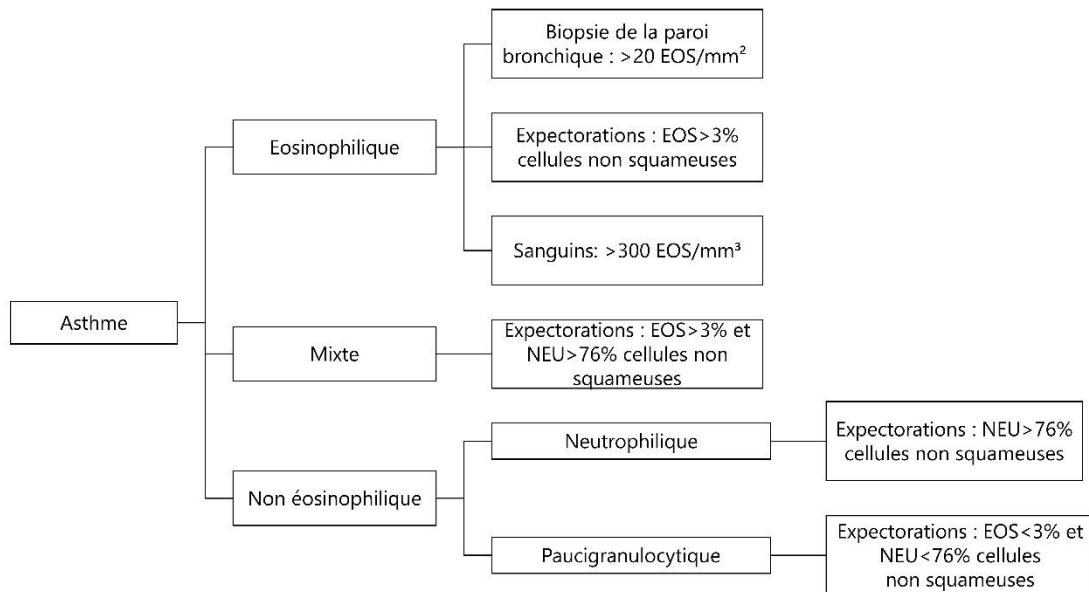 Biopsie de la paroi
bronchique : >20 EOS/mm²
Eosinophilique
Expectorations : EOS>3%
cellules non squameuses
Sanguins: >300 EOS/mm³
Asthme
Mixte
Expectorations : EOS>3% et
NEU>76% cellules non
squameuses
Non éosinophilique
Neutrophilique
Expectorations : NEU>76%
cellules non squameuses
Paucigranulocytique
Expectorations : EOS<3% et
NEU<76% cellules
non squameuses